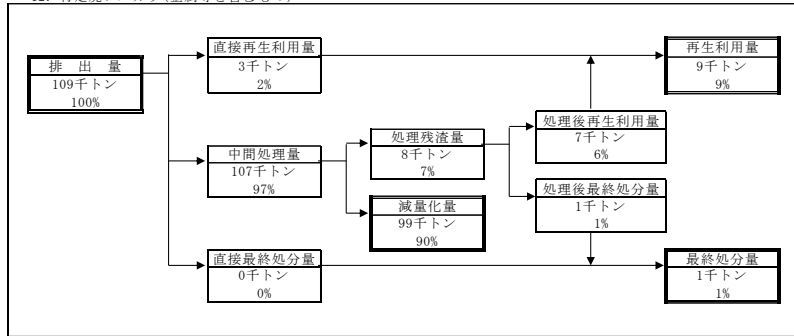 排出量
109千トン
100%
直接再生利用量
3千トン
2%
再生利用量
9千トン
9%
中間処理量
107千トン
97%
処理残渣量
8千トン
7%
処理後再生利用量
7千トン
6%
減量化量
99千トン
90%
処理後最終処分量
1千トン
1%
直接最終処分量
0千トン
0%
最終処分量
1千トン
1%